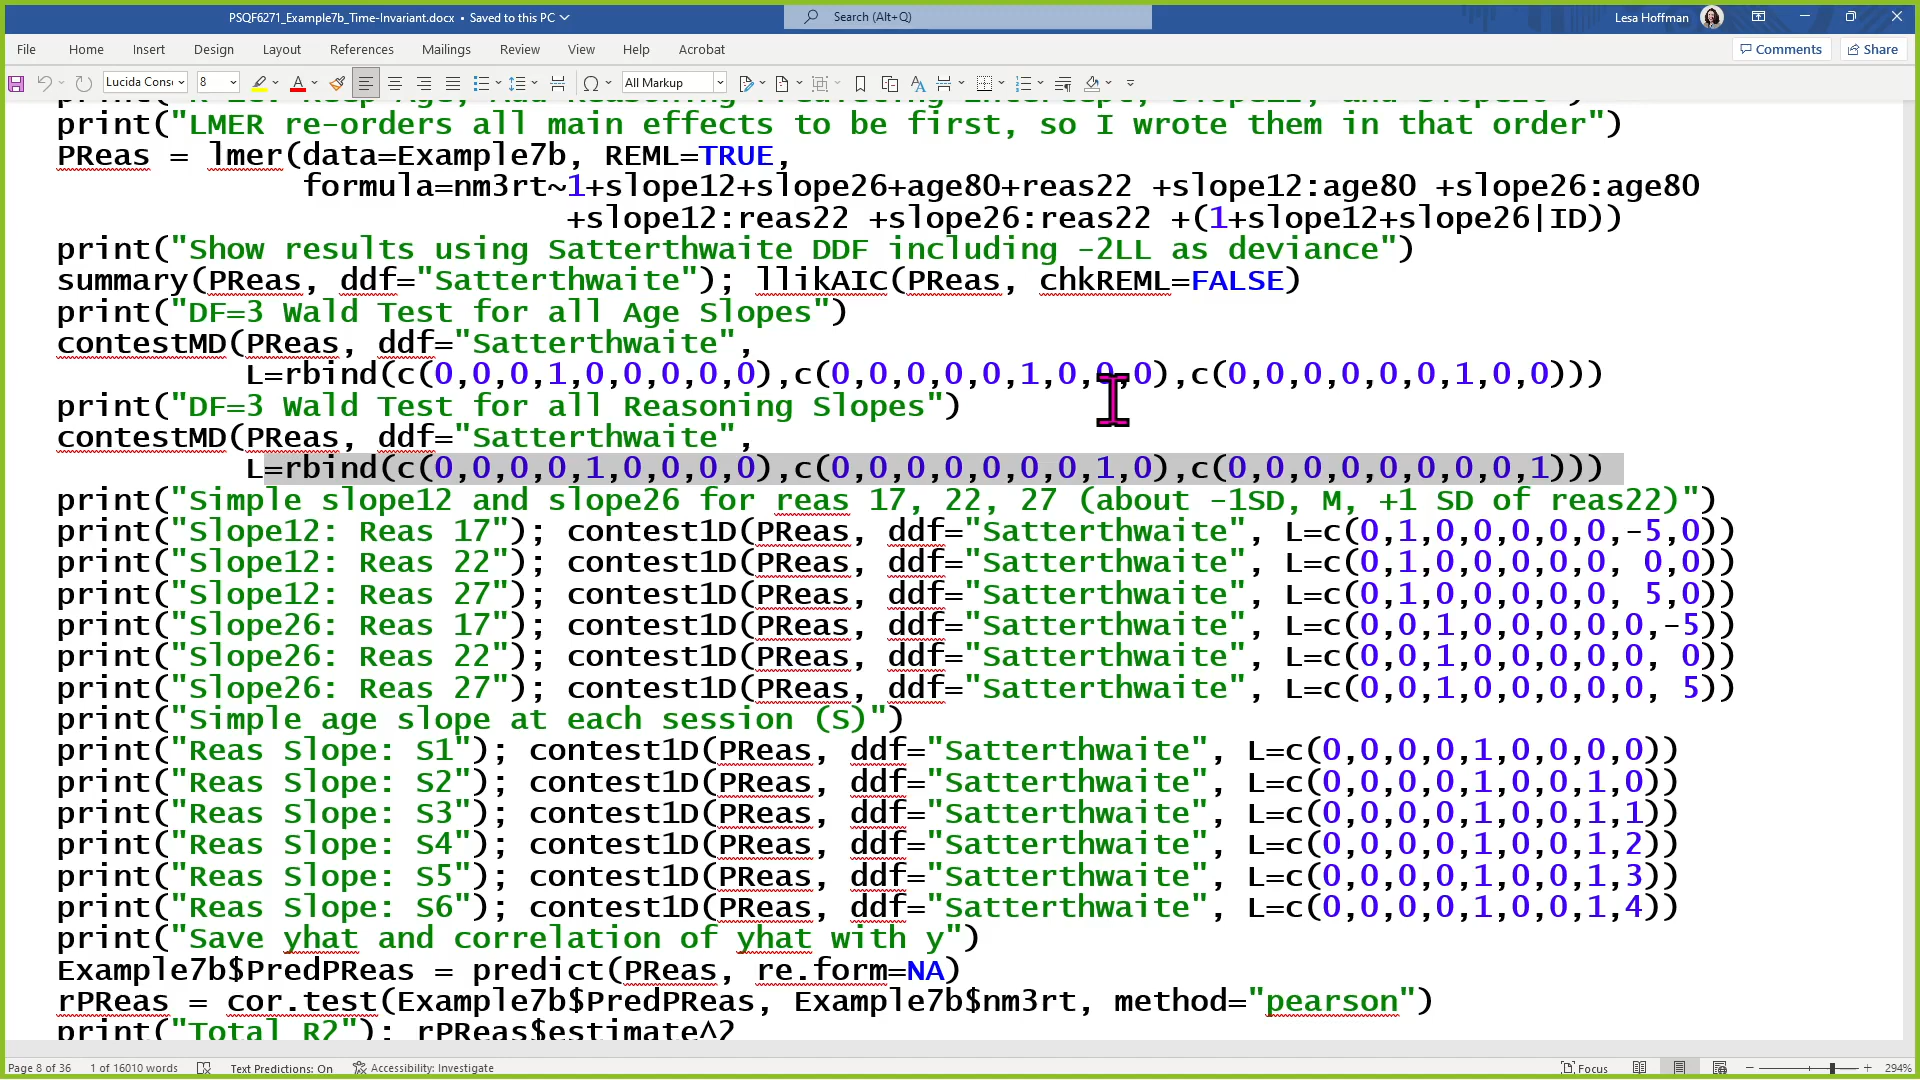 PSQF6271_Example7b_Time-Invariant.docx • Saved to this PC
Search (Alt+Q)
Lesa Hoffman
File Home Insert Design Layout References Mailings Review View Help Acrobat
Comments Share
Lucida Cons 8 All Markup
print("LMER re-orders all main effects to be first, so I wrote them in that order")
PReas = lmer(data=Example7b, REML=TRUE,
formula=nm3rt~1+slope12+slope26+age80+reas22 +slope12:age80 +slope26:age80
+slope12:reas22 +slope26:reas22 +(1+slope12+slope26|ID))
print("Show results using Satterthwaite DDF including -2LL as deviance")
summary(PReas, ddf="Satterthwaite"); llikAIC(PReas, chkREML=FALSE)
print("DF=3 Wald Test for all Age Slopes")
contestMD(PReas, ddf="Satterthwaite",
L=rbind(c(0,0,0,1,0,0,0,0,0),c(0,0,0,0,0,1,0,0,0),c(0,0,0,0,0,0,1,0,0)))
print("DF=3 Wald Test for all Reasoning Slopes")
contestMD(PReas, ddf="Satterthwaite",
L=rbind(c(0,0,0,0,1,0,0,0,0),c(0,0,0,0,0,0,0,1,0),c(0,0,0,0,0,0,0,0,1)))
print("Simple slope12 and slope26 for reas 17, 22, 27 (about -1SD, M, +1 SD of reas22)")
print("Slope12: Reas 17"); contest1D(PReas, ddf="Satterthwaite", L=c(0,1,0,0,0,0,0,-5,0))
print("Slope12: Reas 22"); contest1D(PReas, ddf="Satterthwaite", L=c(0,1,0,0,0,0,0, 0,0))
print("Slope12: Reas 27"); contest1D(PReas, ddf="Satterthwaite", L=c(0,1,0,0,0,0,0, 5,0))
print("Slope26: Reas 17"); contest1D(PReas, ddf="Satterthwaite", L=c(0,0,1,0,0,0,0,0,-5))
print("Slope26: Reas 22"); contest1D(PReas, ddf="Satterthwaite", L=c(0,0,1,0,0,0,0,0, 0))
print("Slope26: Reas 27"); contest1D(PReas, ddf="Satterthwaite", L=c(0,0,1,0,0,0,0,0, 5))
print("Simple age slope at each session (S)")
print("Reas Slope: S1"); contest1D(PReas, ddf="Satterthwaite", L=c(0,0,0,0,1,0,0,0,0))
print("Reas Slope: S2"); contest1D(PReas, ddf="Satterthwaite", L=c(0,0,0,0,1,0,0,1,0))
print("Reas Slope: S3"); contest1D(PReas, ddf="Satterthwaite", L=c(0,0,0,0,1,0,0,1,1))
print("Reas Slope: S4"); contest1D(PReas, ddf="Satterthwaite", L=c(0,0,0,0,1,0,0,1,2))
print("Reas Slope: S5"); contest1D(PReas, ddf="Satterthwaite", L=c(0,0,0,0,1,0,0,1,3))
print("Reas Slope: S6"); contest1D(PReas, ddf="Satterthwaite", L=c(0,0,0,0,1,0,0,1,4))
print("Save yhat and correlation of yhat with y")
Example7b$PredPReas = predict(PReas, re.form=NA)
rPReas = cor.test(Example7b$PredPReas, Example7b$nm3rt, method="pearson")
print("Total R2"); rPReas$estimate^2
Page 8 of 36 1 of 16010 words Text Predictions: On Accessibility: Investigate Focus 294%